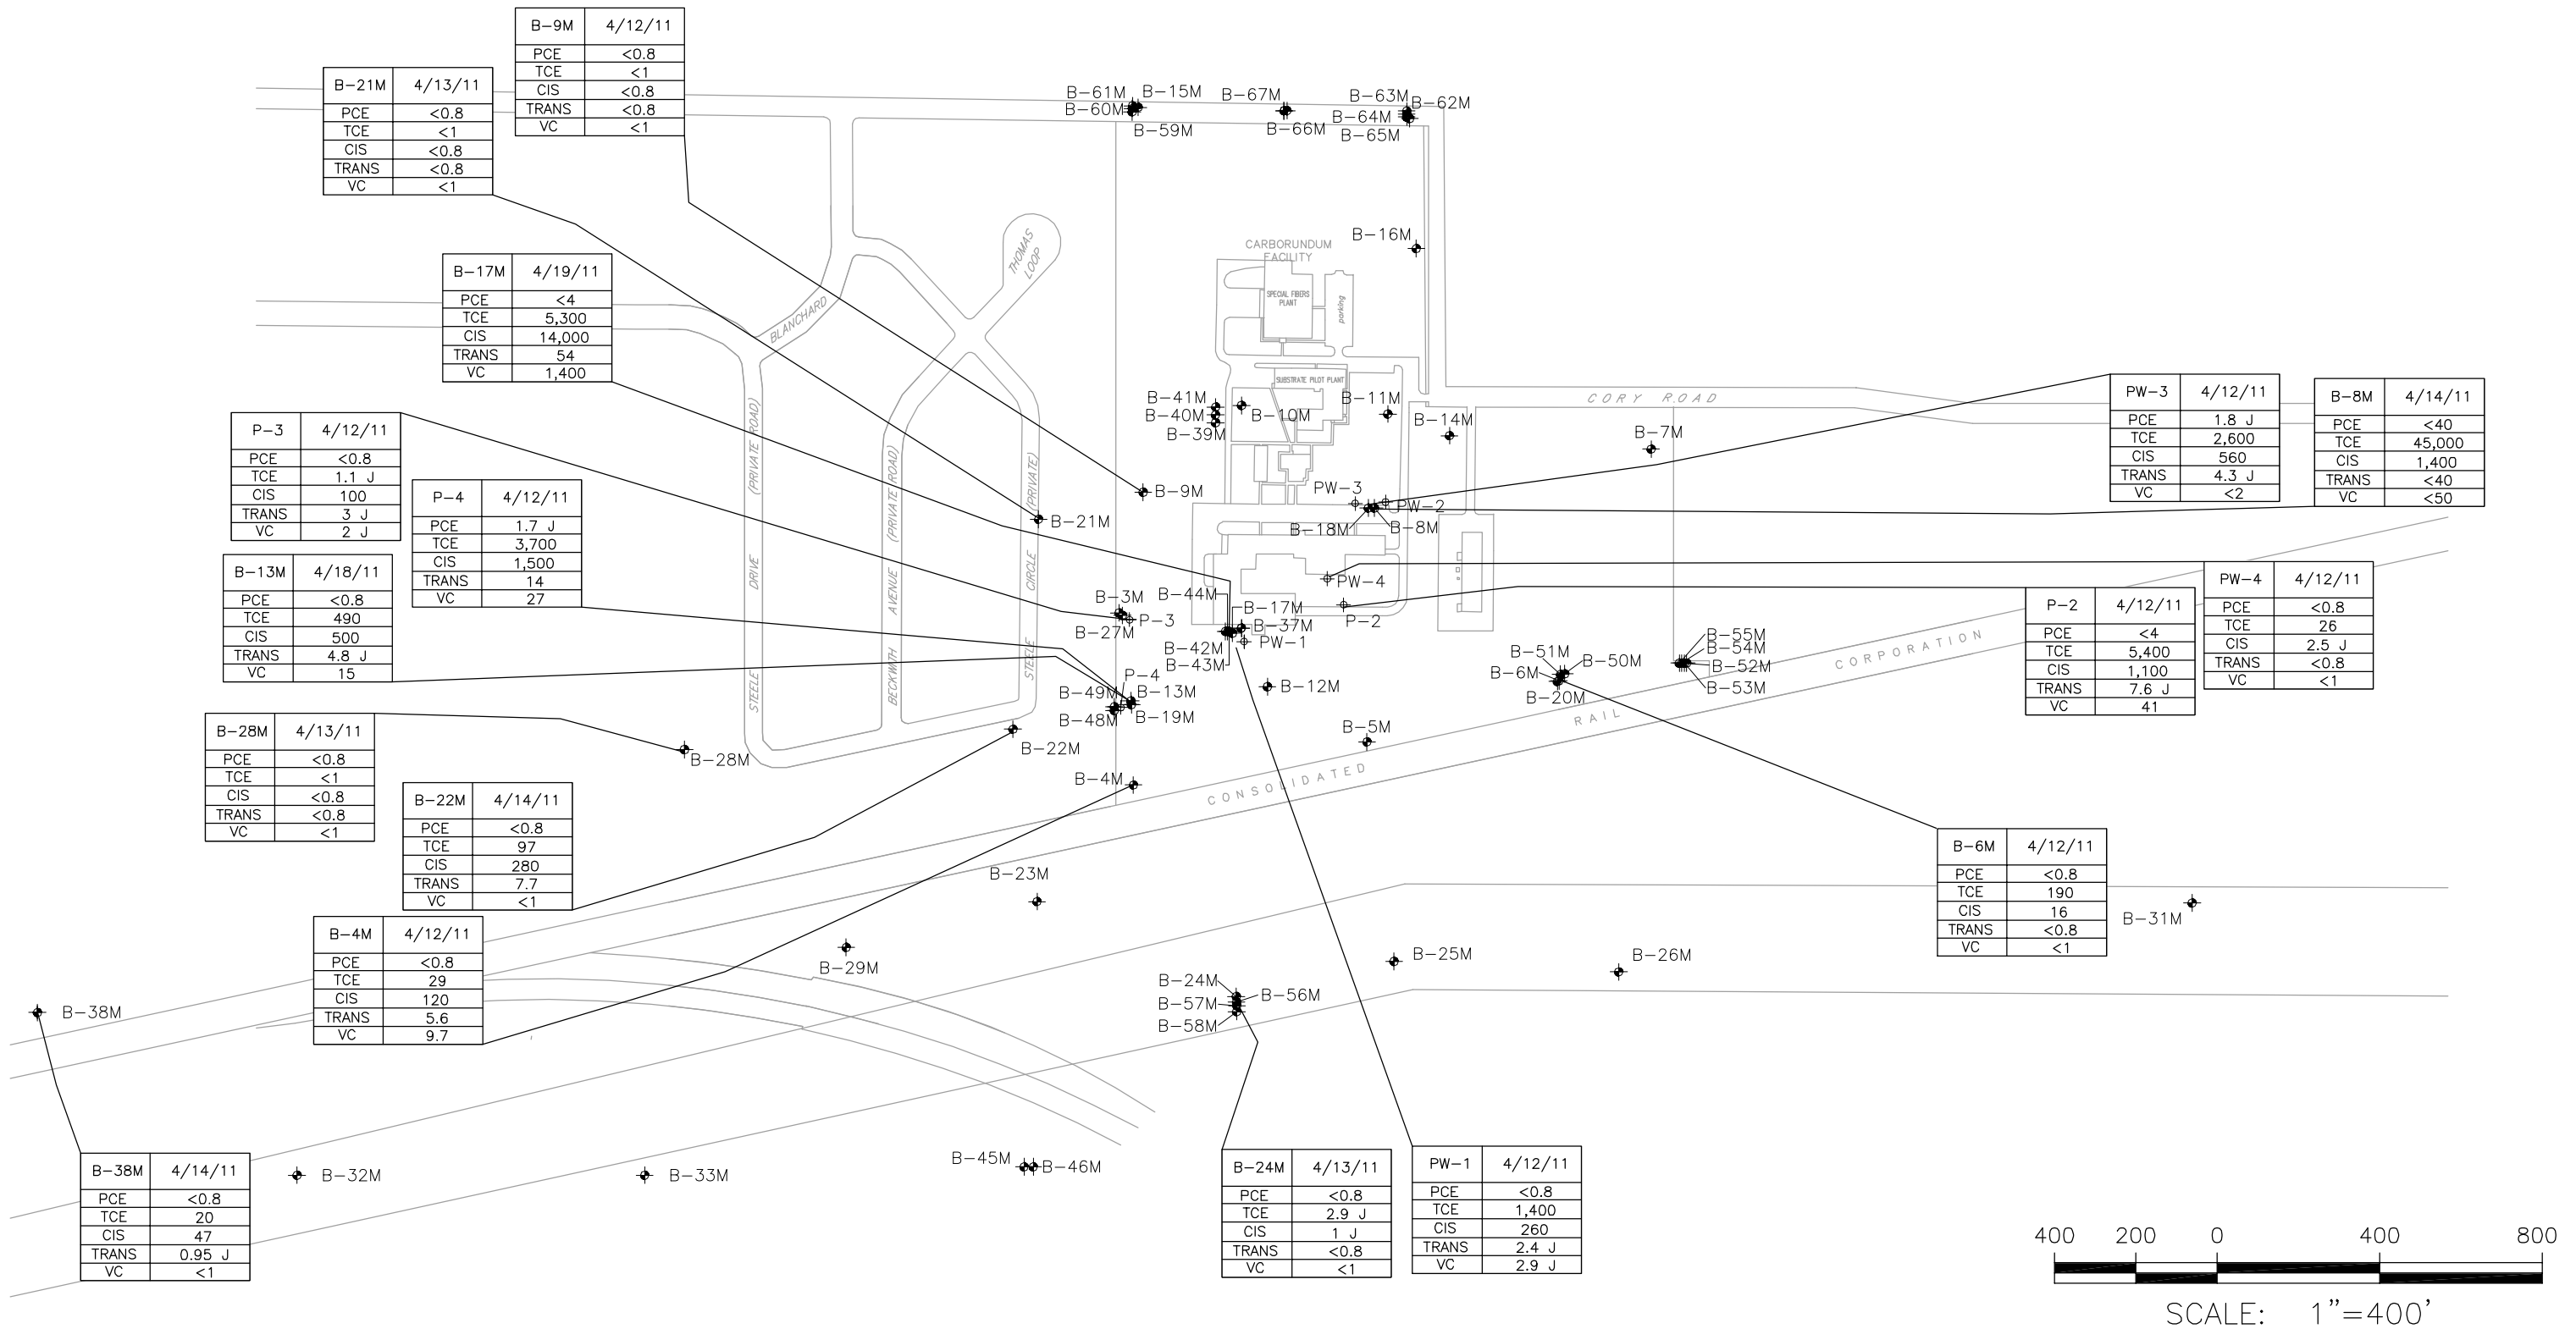 B-9M 4/12/11
PCE <0.8
TCE <1
CIS <0.8
TRANS <0.8
VC <1
B-21M 4/13/11
PCE <0.8
TCE <1
CIS <0.8
TRANS <0.8
VC <1
B-17M 4/19/11
PCE <4
TCE 5,300
CIS 14,000
TRANS 54
VC 1,400
P-3 4/12/11
PCE <0.8
TCE 1.1 J
CIS 100
TRANS 3 J
VC 2 J
P-4 4/12/11
PCE 1.7 J
TCE 3,700
CIS 1,500
TRANS 14
VC 27
B-13M 4/18/11
PCE <0.8
TCE 490
CIS 500
TRANS 4.8 J
VC 15
B-28M 4/13/11
PCE <0.8
TCE <1
CIS <0.8
TRANS <0.8
VC <1
B-22M 4/14/11
PCE <0.8
TCE 97
CIS 280
TRANS 7.7
VC <1
B-4M 4/12/11
PCE <0.8
TCE 29
CIS 120
TRANS 5.6
VC 9.7
B-38M 4/14/11
PCE <0.8
TCE 20
CIS 47
TRANS 0.95 J
VC <1
B-24M 4/13/11
PCE <0.8
TCE 2.9 J
CIS 1 J
TRANS <0.8
VC <1
PW-1 4/12/11
PCE <0.8
TCE 1,400
CIS 260
TRANS 2.4 J
VC 2.9 J
PW-3 4/12/11
PCE 1.8 J
TCE 2,600
CIS 560
TRANS 4.3 J
VC <2
B-8M 4/14/11
PCE <40
TCE 45,000
CIS 1,400
TRANS <40
VC <50
PW-4 4/12/11
PCE <0.8
TCE 26
CIS 2.5 J
TRANS <0.8
VC <1
P-2 4/12/11
PCE <4
TCE 5,400
CIS 1,100
TRANS 7.6 J
VC 41
B-6M 4/12/11
PCE <0.8
TCE 190
CIS 16
TRANS <0.8
VC <1
B-61M
B-15M
B-60M
B-59M
B-67M
B-66M
B-63M
B-62M
B-64M
B-65M
B-16M
CARBORUNDUM
FACILITY
SPECIAL FIBERS
PLANT
parking
SUBSTRATE PILOT PLANT
THOMAS
LOOP
BLANCHARD
STEELE DRIVE (PRIVATE ROAD)
BECKWITH AVENUE (PRIVATE ROAD)
STEELE CIRCLE (PRIVATE)
CORY ROAD
B-41M
B-40M
B-39M
B-10M
B-11M
B-14M
B-7M
B-9M
B-21M
PW-3
PW-2
B-18M
B-8M
PW-4
P-2
B-3M
B-27M
P-3
B-44M
B-17M
B-37M
B-42M
PW-1
B-43M
B-12M
P-4
B-49M
B-13M
B-48M
B-19M
B-22M
B-28M
B-4M
B-5M
B-51M
B-50M
B-6M
B-20M
B-55M
B-54M
B-52M
B-53M
CONSOLIDATED
RAIL
CORPORATION
B-23M
B-29M
B-38M
B-25M
B-26M
B-31M
B-24M
B-56M
B-57M
B-58M
B-32M
B-33M
B-45M
B-46M
400 200 0 400 800
SCALE: 1"=400'